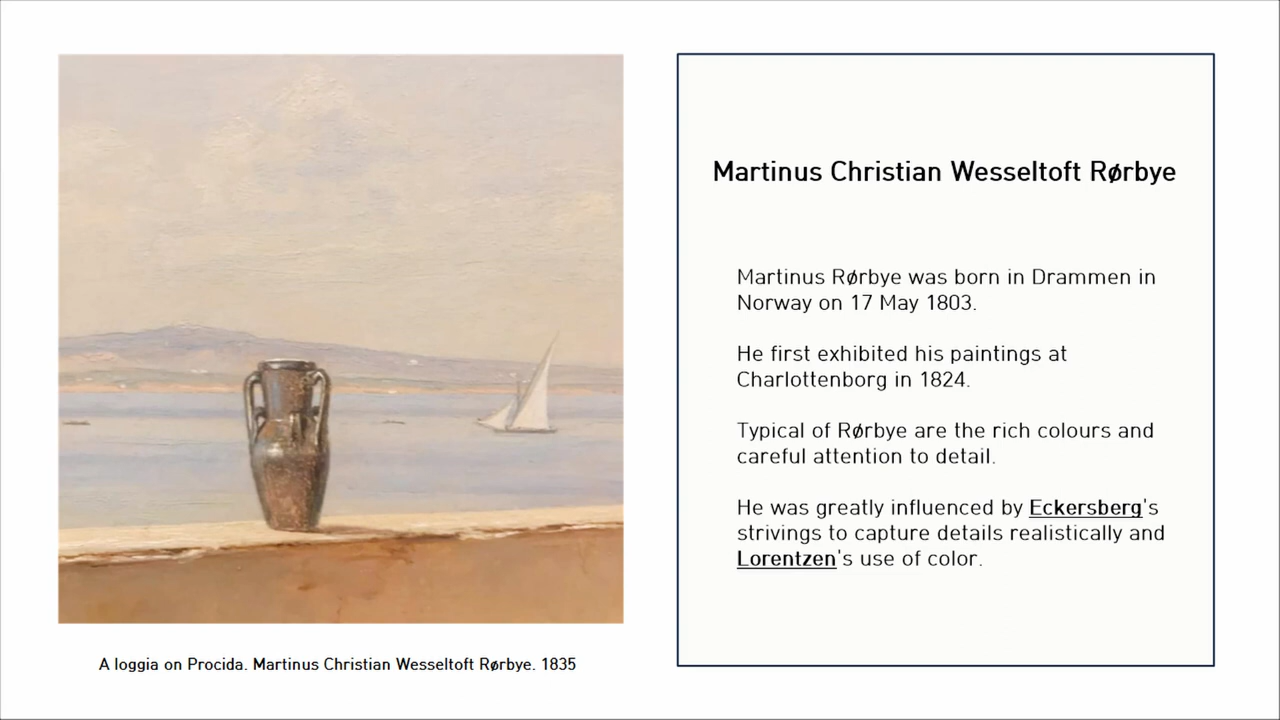 Martinus Christian Wesseltoft Rørbye
Martinus Rørbye was born in Drammen in
Norway on 17 May 1803.
He first exhibited his paintings at
Charlottenborg in 1824.
Typical of Rørbye are the rich colours and
careful attention to detail.
He was greatly influenced by Eckersberg's
strivings to capture details realistically and
Lorentzen's use of color.
A loggia on Procida. Martinus Christian Wesseltoft Rørbye. 1835